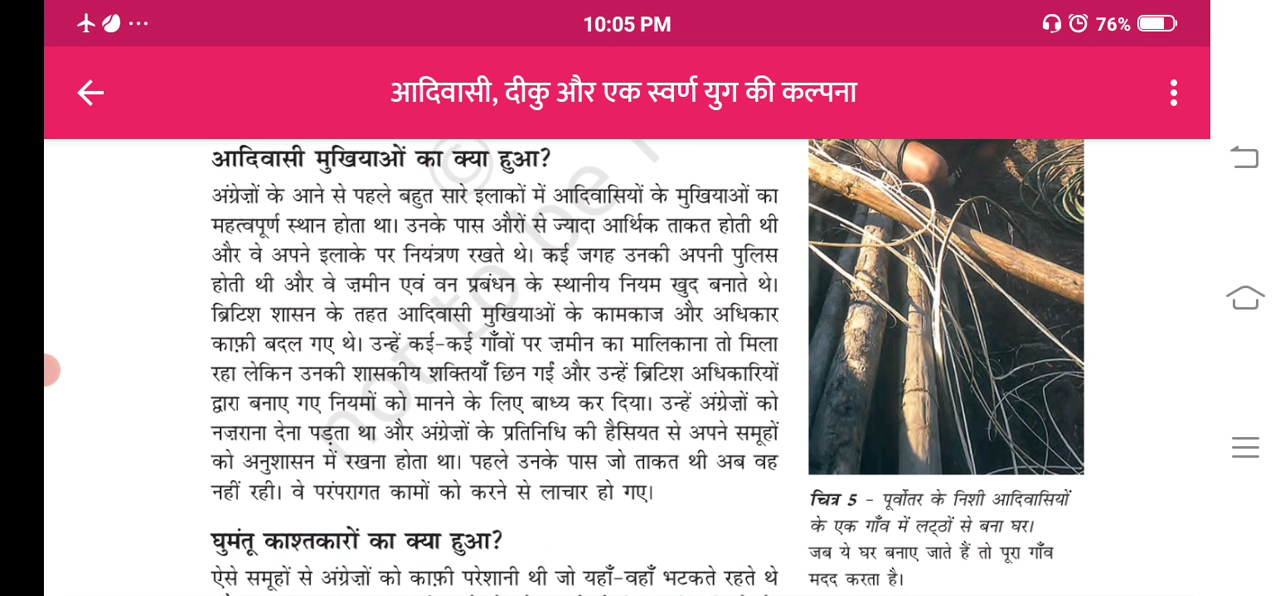 10:05 PM
76%
आदिवासी, दीकु और एक स्वर्ण युग की कल्पना
आदिवासी मुखियाओं का क्या हुआ?
अंग्रेज़ों के आने से पहले बहुत सारे इलाकों में आदिवासियों के मुखियाओं का
महत्वपूर्ण स्थान होता था। उनके पास औरों से ज्यादा आर्थिक ताकत होती थी
और वे अपने इलाके पर नियंत्रण रखते थे। कई जगह उनकी अपनी पुलिस
होती थी और वे ज़मीन एवं वन प्रबंधन के स्थानीय नियम खुद बनाते थे।
ब्रिटिश शासन के तहत आदिवासी मुखियाओं के कामकाज और अधिकार
काफ़ी बदल गए थे। उन्हें कई-कई गाँवों पर ज़मीन का मालिकाना तो मिला
रहा लेकिन उनकी शासकीय शक्तियाँ छिन गईं और उन्हें ब्रिटिश अधिकारियों
द्वारा बनाए गए नियमों को मानने के लिए बाध्य कर दिया। उन्हें अंग्रेज़ों को
नज़राना देना पड़ता था और अंग्रेज़ों के प्रतिनिधि की हैसियत से अपने समूहों
को अनुशासन में रखना होता था। पहले उनके पास जो ताकत थी अब वह
नहीं रही। वे परंपरागत कामों को करने से लाचार हो गए।
घुमंतू काश्तकारों का क्या हुआ?
ऐसे समूहों से अंग्रेज़ों को काफ़ी परेशानी थी जो यहाँ-वहाँ भटकते रहते थे
चित्र 5 - पूर्वोतर के निशी आदिवासियों
के एक गाँव में लट्ठों से बना घर।
जब ये घर बनाए जाते हैं तो पूरा गाँव
मदद करता है।
©
not to be